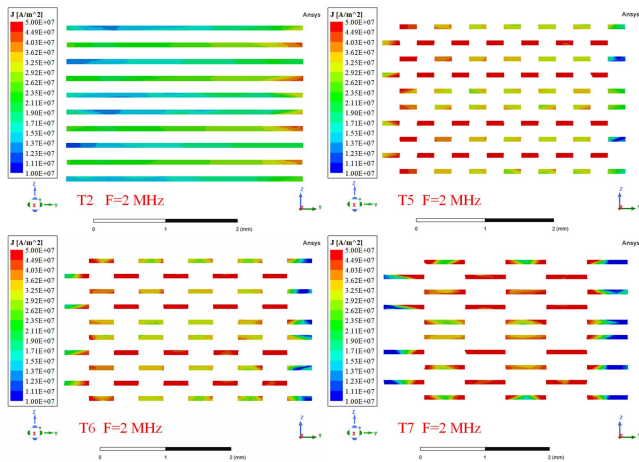 J [A/m^2]
5.00E+07
4.49E+07
4.03E+07
3.62E+07
3.25E+07
2.92E+07
2.62E+07
2.35E+07
2.11E+07
1.90E+07
1.71E+07
1.53E+07
1.37E+07
1.23E+07
1.11E+07
1.00E+07
Ansys
Z
X
Y
T2 F=2 MHz
Z
Y
0
1
2 (mm)
J [A/m^2]
5.00E+07
4.49E+07
4.03E+07
3.62E+07
3.25E+07
2.92E+07
2.62E+07
2.35E+07
2.11E+07
1.90E+07
1.71E+07
1.53E+07
1.37E+07
1.23E+07
1.11E+07
1.00E+07
Ansys
Z
X
Y
T5 F=2 MHz
Z
Y
0
1
2 (mm)
J [A/m^2]
5.00E+07
4.49E+07
4.03E+07
3.62E+07
3.25E+07
2.92E+07
2.62E+07
2.35E+07
2.11E+07
1.90E+07
1.71E+07
1.53E+07
1.37E+07
1.23E+07
1.11E+07
1.00E+07
Ansys
Z
X
Y
T6 F=2 MHz
Z
Y
0
1
2 (mm)
J [A/m^2]
5.00E+07
4.49E+07
4.03E+07
3.62E+07
3.25E+07
2.92E+07
2.62E+07
2.35E+07
2.11E+07
1.90E+07
1.71E+07
1.53E+07
1.37E+07
1.23E+07
1.11E+07
1.00E+07
Ansys
Z
X
Y
T7 F=2 MHz
Z
Y
0
1
2 (mm)